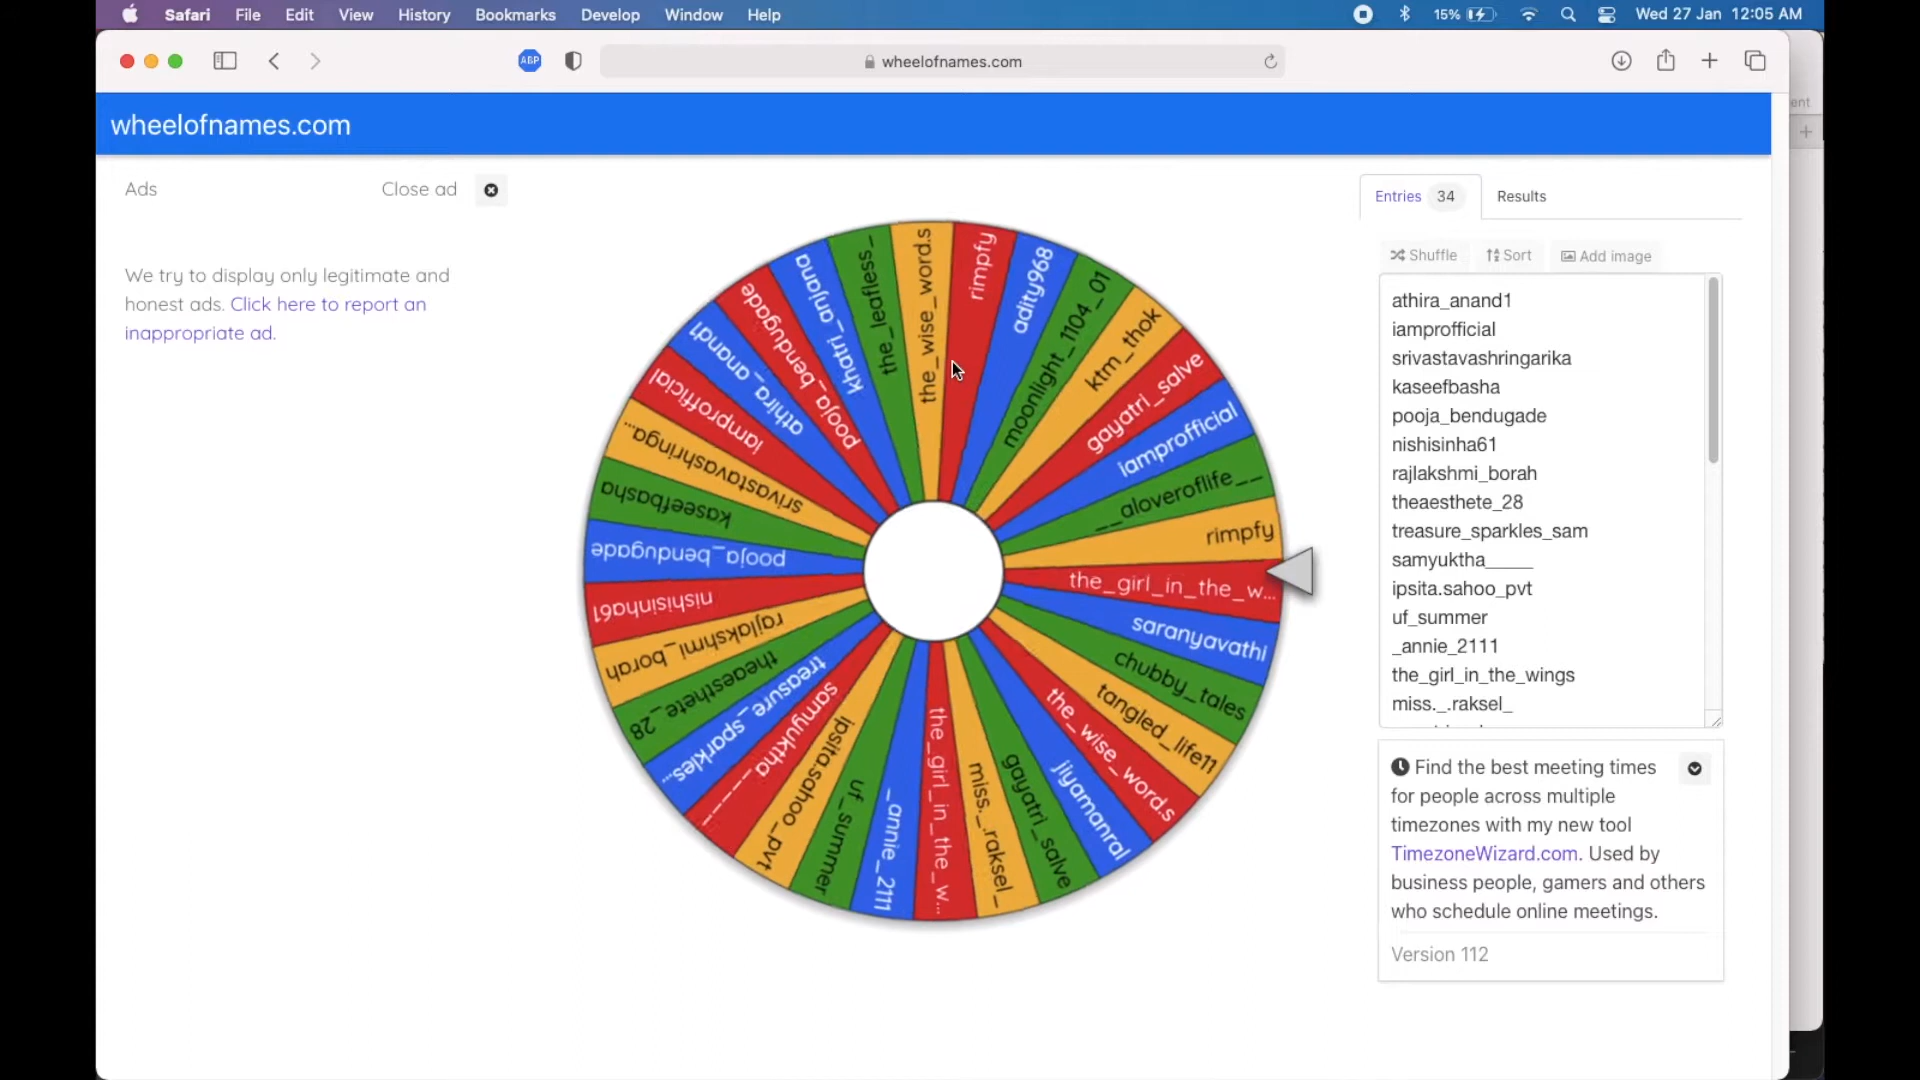 Safari File Edit View History Bookmarks Develop Window Help 15% Wed 27 Jan 12:05 AM
ABP wheelofnames.com
ent
wheelofnames.com
Ads Close ad
We try to display only legitimate and
honest ads. Click here to report an
inappropriate ad.
the_wise_word.s
rimpfy
adity968
moonlight_1104_01
ktm_thok
gayatri_salve
iamprofficial
__aloveroflife__
rimpfy
the_girl_in_the_w...
saranyavathi
chubby_tales
tangled_life11
the_wise_word.s
jiyamanral
gayatri_salve
miss._.raksel_
the_girl_in_the_w...
_annie_2111
uf_summer
ipsita.sahoo_pvt
samyuktha_____
treasure_sparkles...
theaesthete_28
rajlakshmi_borah
nishisinha61
pooja_bendugade
kaseefbasha
srivastavashringa...
iamprofficial
athira_anand1
pooja_bendugade
khatri_anjana
the_leafless_
Entries 34 Results
Shuffle Sort Add image
athira_anand1
iamprofficial
srivastavashringarika
kaseefbasha
pooja_bendugade
nishisinha61
rajlakshmi_borah
theaesthete_28
treasure_sparkles_sam
samyuktha_____
ipsita.sahoo_pvt
uf_summer
_annie_2111
the_girl_in_the_wings
miss._.raksel_
Find the best meeting times
for people across multiple
timezones with my new tool
TimezoneWizard.com. Used by
business people, gamers and others
who schedule online meetings.
Version 112